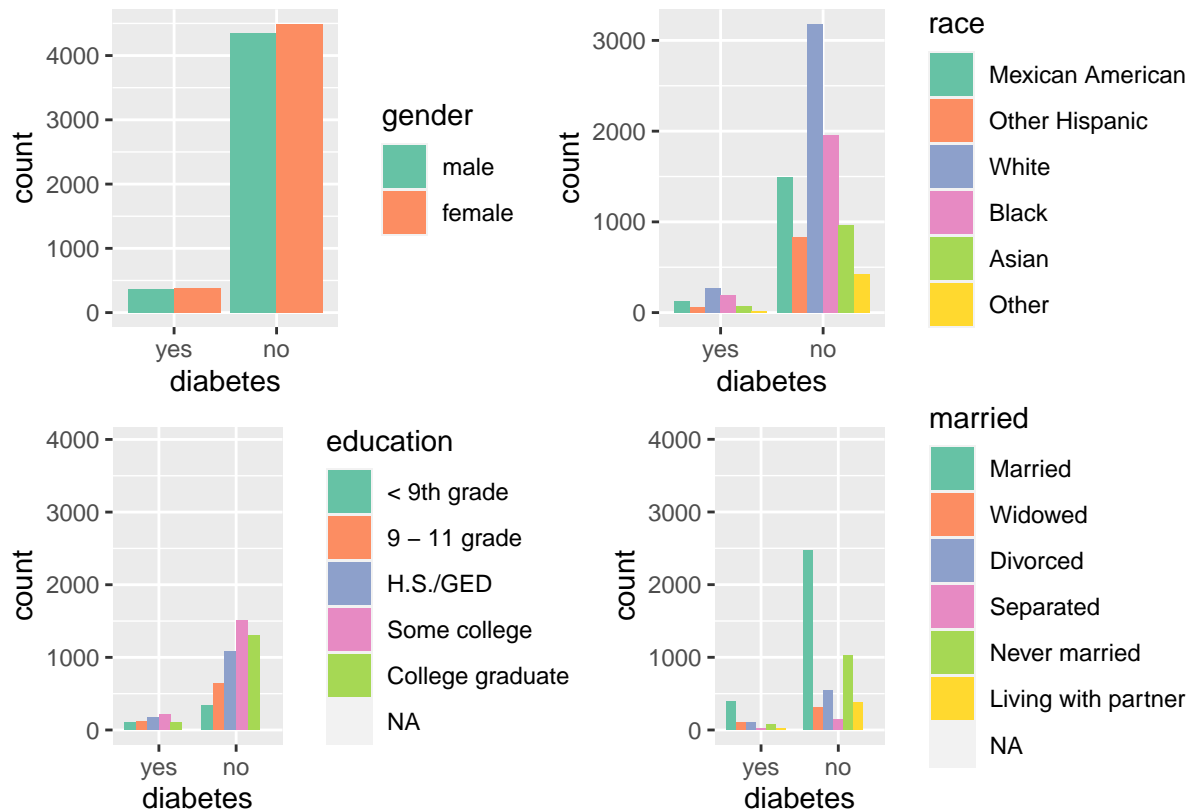 4000
3000
2000
1000
0
count
yes no
diabetes
gender
male
female
3000
2000
1000
0
count
yes no
diabetes
race
Mexican American
Other Hispanic
White
Black
Asian
Other
4000
3000
2000
1000
0
count
yes no
diabetes
education
< 9th grade
9 – 11 grade
H.S./GED
Some college
College graduate
NA
4000
3000
2000
1000
0
count
yes no
diabetes
married
Married
Widowed
Divorced
Separated
Never married
Living with partner
NA